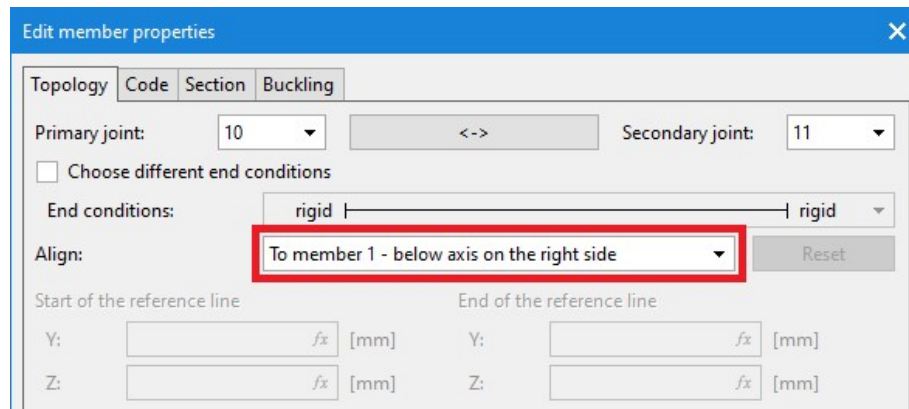 Edit member properties
Topology Code Section Buckling
Primary joint: 10 <-> Secondary joint: 11
Choose different end conditions
End conditions: rigid rigid
Align: To member 1 - below axis on the right side Reset
Start of the reference line End of the reference line
Y: fx [mm] Y: fx [mm]
Z: fx [mm] Z: fx [mm]